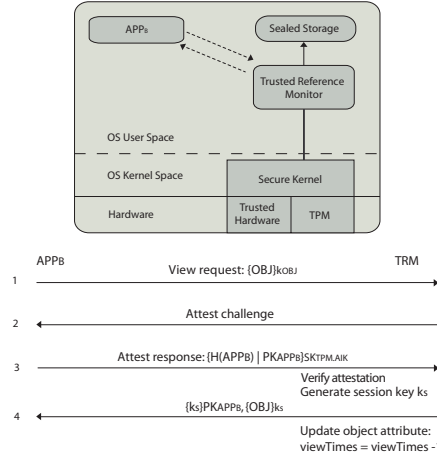 APPB
Sealed Storage
Trusted Reference
Monitor
OS User Space
OS Kernel Space
Secure Kernel
Hardware
Trusted
Hardware
TPM
APPB
TRM
View request: {OBJ}kOBJ
1
Attest challenge
2
Attest response: {H(APPB) | PKAPPB}SKTPM.AIK
3
Verify attestation
Generate session key ks
{ks}PKAPPB, {OBJ}ks
4
Update object attribute:
viewTimes = viewTimes -